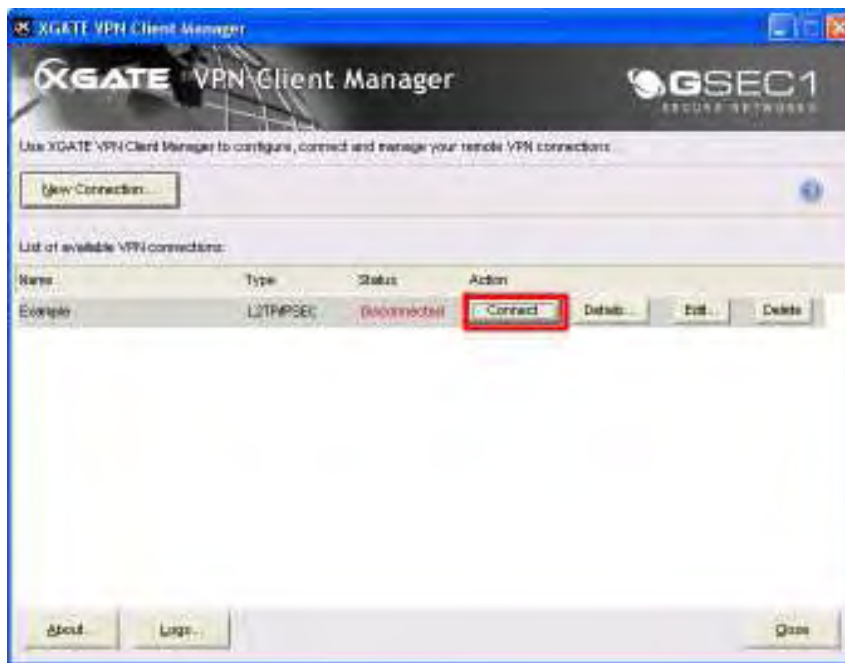 XGATE VPN Client Manager
XGATE VPN Client Manager
GSEC1
SECURE NETWORKS
Use XGATE VPN Client Manager to configure, connect and manage your remote VPN connections.
New Connection...
List of available VPN connections:
Name Type Status Action
Example L2TP/IPSEC Disconnected Connect Details... Edit... Delete
About... Logs... Close